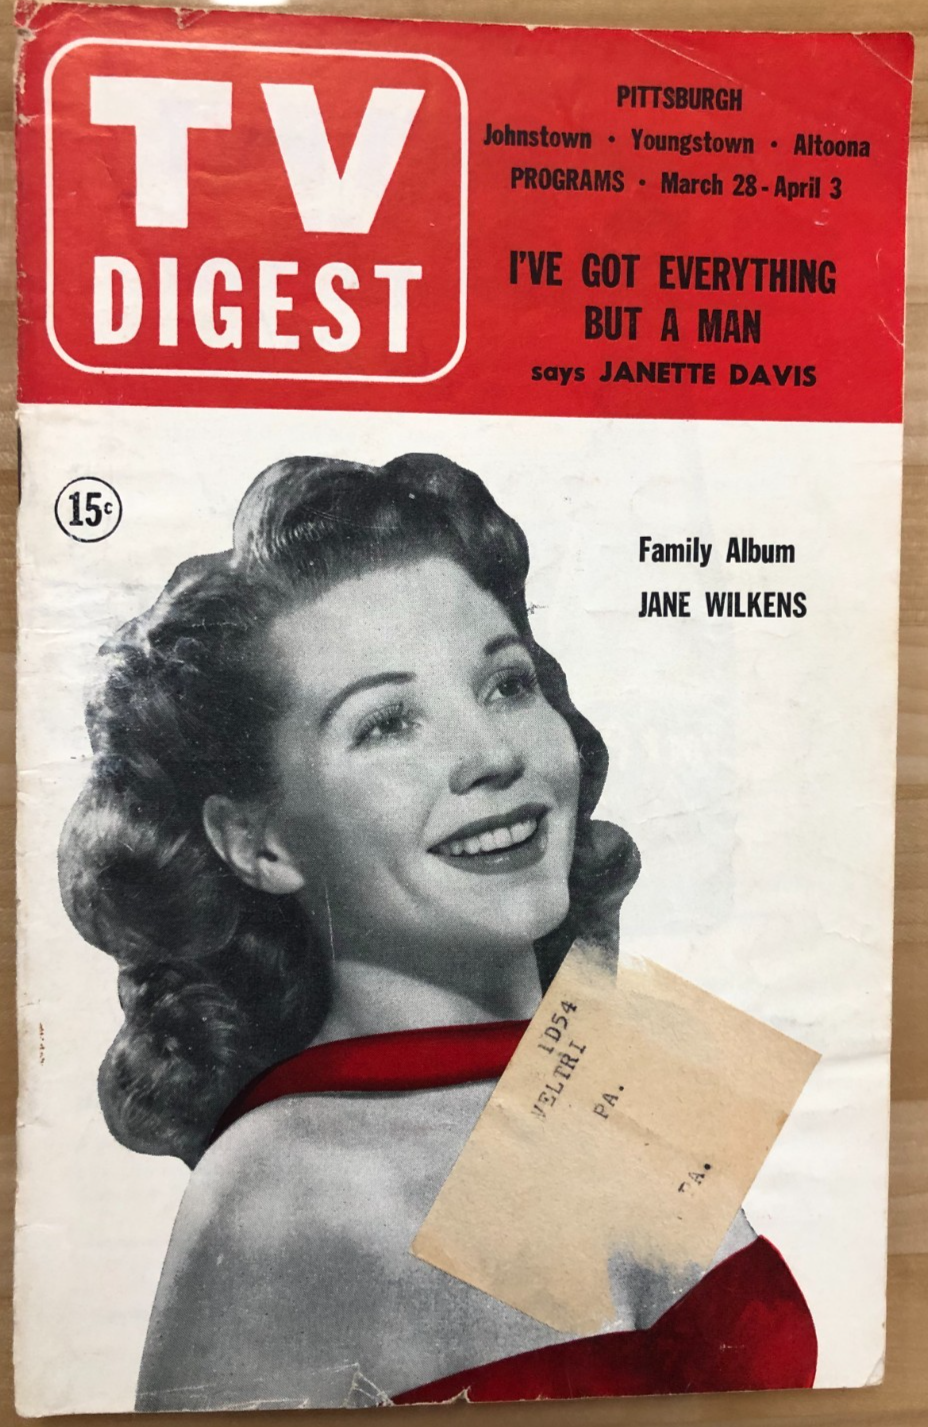 TV
DIGEST
PITTSBURGH
Johnstown • Youngstown • Altoona
PROGRAMS • March 28 - April 3
I'VE GOT EVERYTHING
BUT A MAN
says JANETTE DAVIS
15c
Family Album
JANE WILKENS
1D54
VELTRI
PA.
PA.